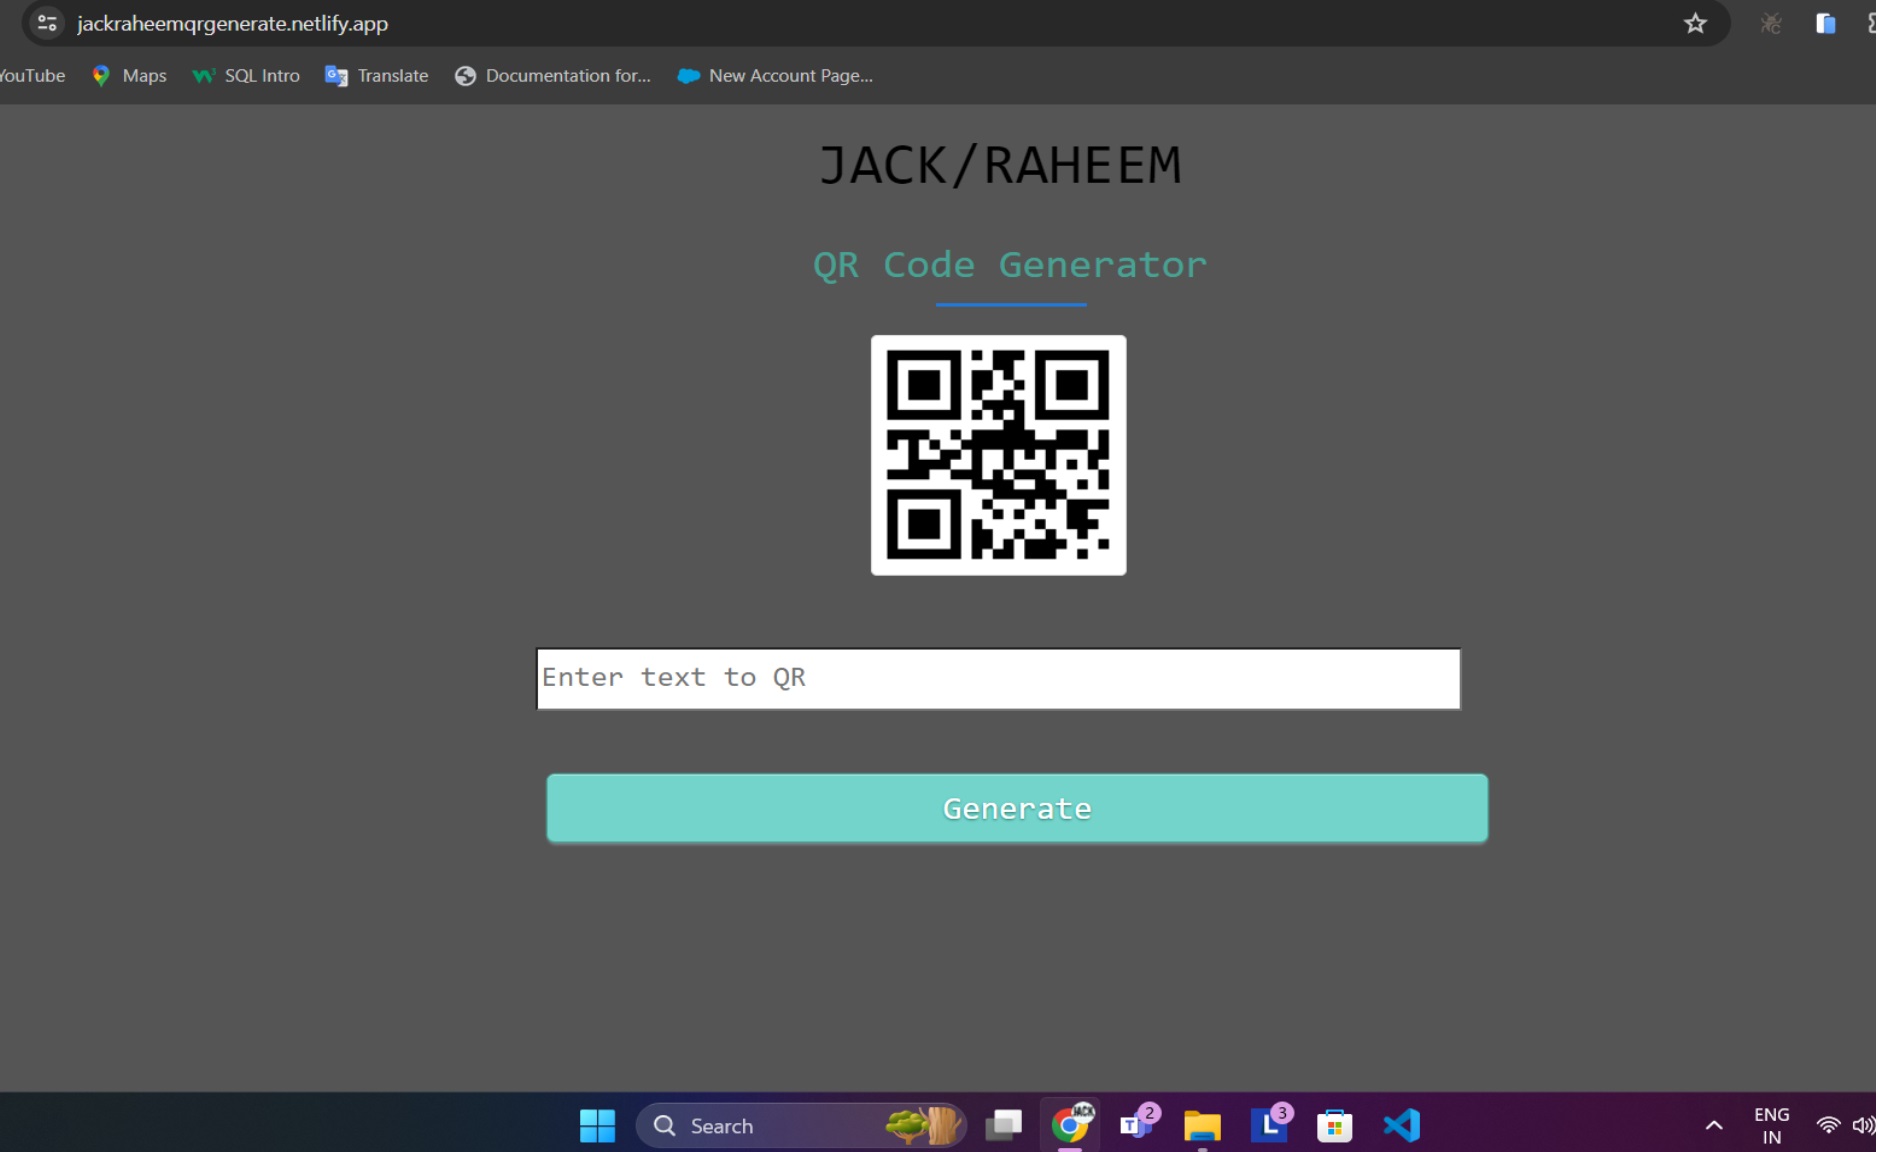 jackraheemqrgenerate.netlify.app
YouTube Maps SQL Intro Translate Documentation for... New Account Page...
JACK/RAHEEM
QR Code Generator
Enter text to QR
Generate
Search
JACK
T 2
L 3
ENG
IN